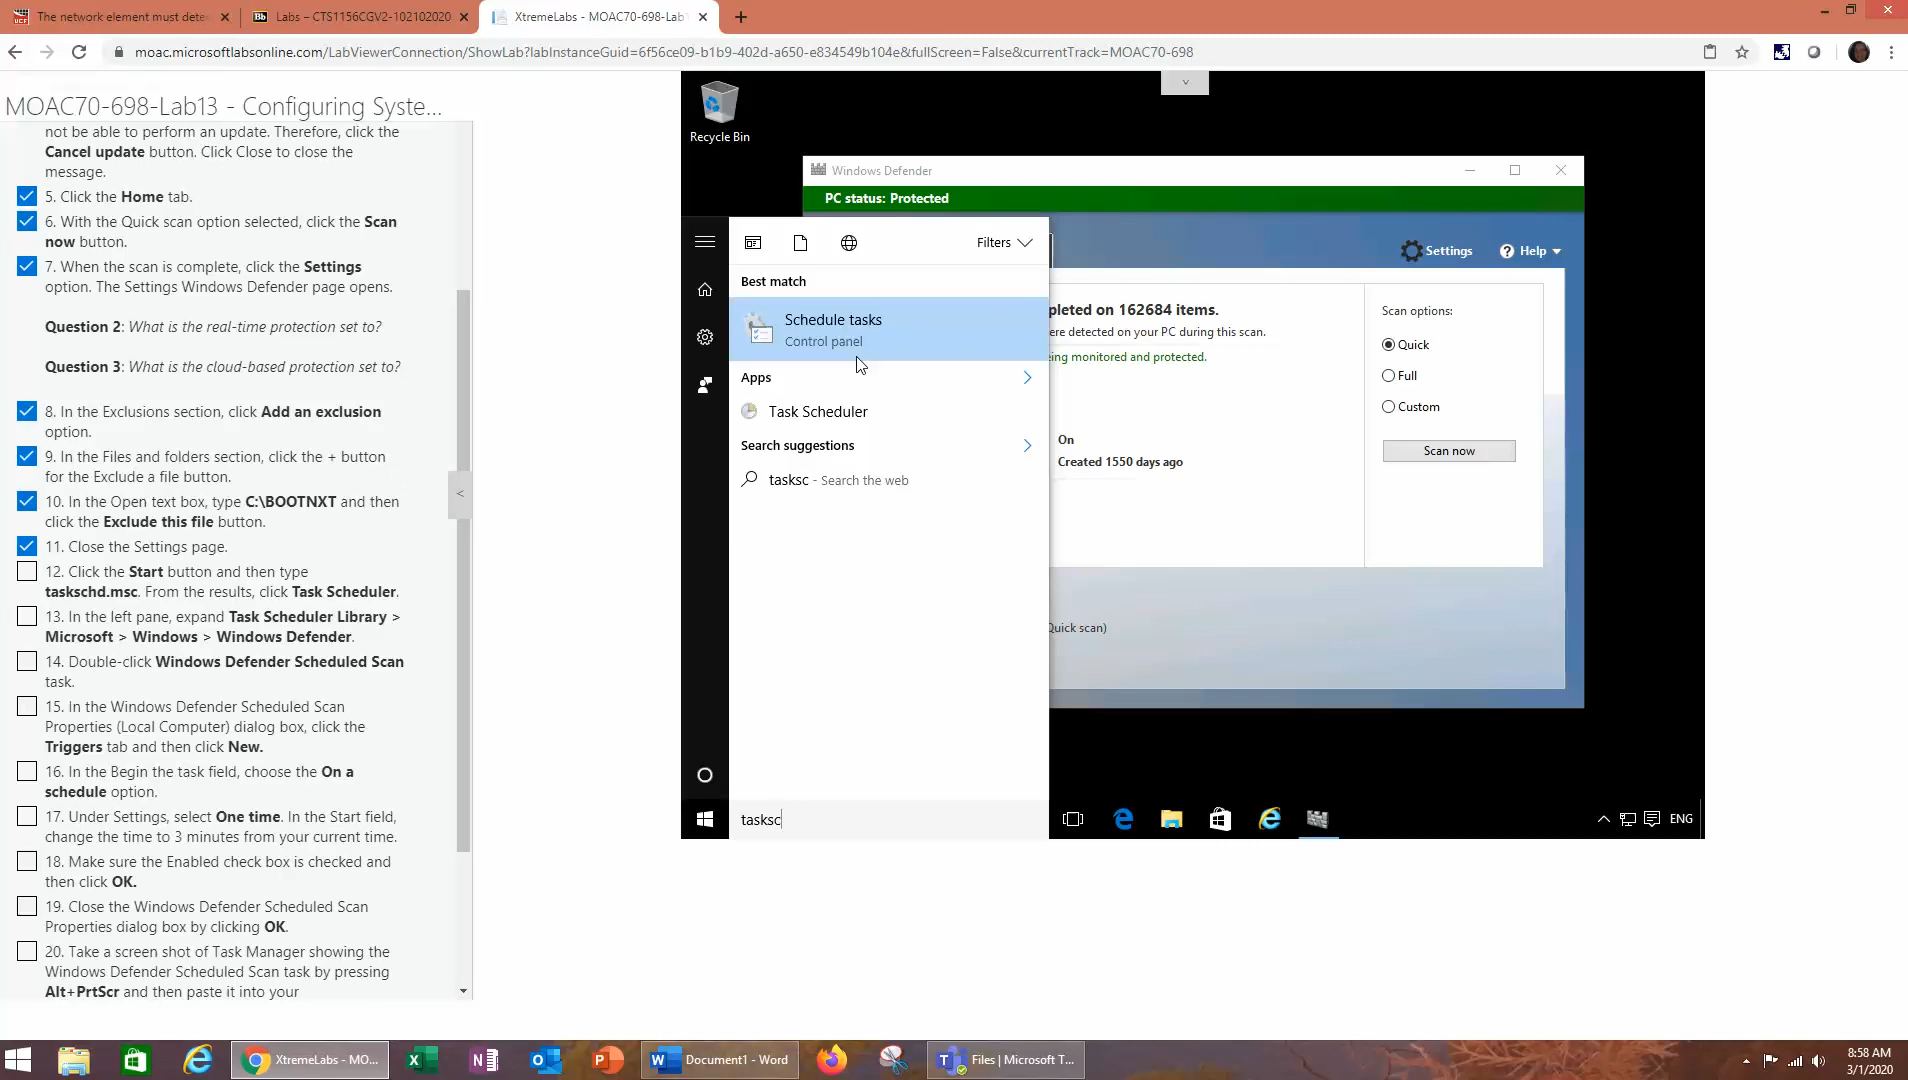 The network element must dete
Labs – CTS1156CGV2-102102020
XtremeLabs - MOAC70-698-Lab1
moac.microsoftlabsonline.com/LabViewerConnection/ShowLab?labInstanceGuid=6f56ce09-b1b9-402d-a650-e834549b104e&fullScreen=False&currentTrack=MOAC70-698
MOAC70-698-Lab13 - Configuring Syste...
not be able to perform an update. Therefore, click the
Cancel update button. Click Close to close the
message.
5. Click the Home tab.
6. With the Quick scan option selected, click the Scan
now button.
7. When the scan is complete, click the Settings
option. The Settings Windows Defender page opens.
Question 2: What is the real-time protection set to?
Question 3: What is the cloud-based protection set to?
8. In the Exclusions section, click Add an exclusion
option.
9. In the Files and folders section, click the + button
for the Exclude a file button.
10. In the Open text box, type C:\BOOTNXT and then
click the Exclude this file button.
11. Close the Settings page.
12. Click the Start button and then type
taskschd.msc. From the results, click Task Scheduler.
13. In the left pane, expand Task Scheduler Library >
Microsoft > Windows > Windows Defender.
14. Double-click Windows Defender Scheduled Scan
task.
15. In the Windows Defender Scheduled Scan
Properties (Local Computer) dialog box, click the
Triggers tab and then click New.
16. In the Begin the task field, choose the On a
schedule option.
17. Under Settings, select One time. In the Start field,
change the time to 3 minutes from your current time.
18. Make sure the Enabled check box is checked and
then click OK.
19. Close the Windows Defender Scheduled Scan
Properties dialog box by clicking OK.
20. Take a screen shot of Task Manager showing the
Windows Defender Scheduled Scan task by pressing
Alt+PrtScr and then paste it into your
<
Recycle Bin
Windows Defender
PC status: Protected
Settings
Help
pleted on 162684 items.
ere detected on your PC during this scan.
ing monitored and protected.
On
Created 1550 days ago
Quick scan)
Scan options:
Quick
Full
Custom
Scan now
Filters
Best match
Schedule tasks
Control panel
Apps
Task Scheduler
Search suggestions
tasksc - Search the web
tasksc
ENG
XtremeLabs - MO...
Document1 - Word
Files | Microsoft T...
8:58 AM
3/1/2020